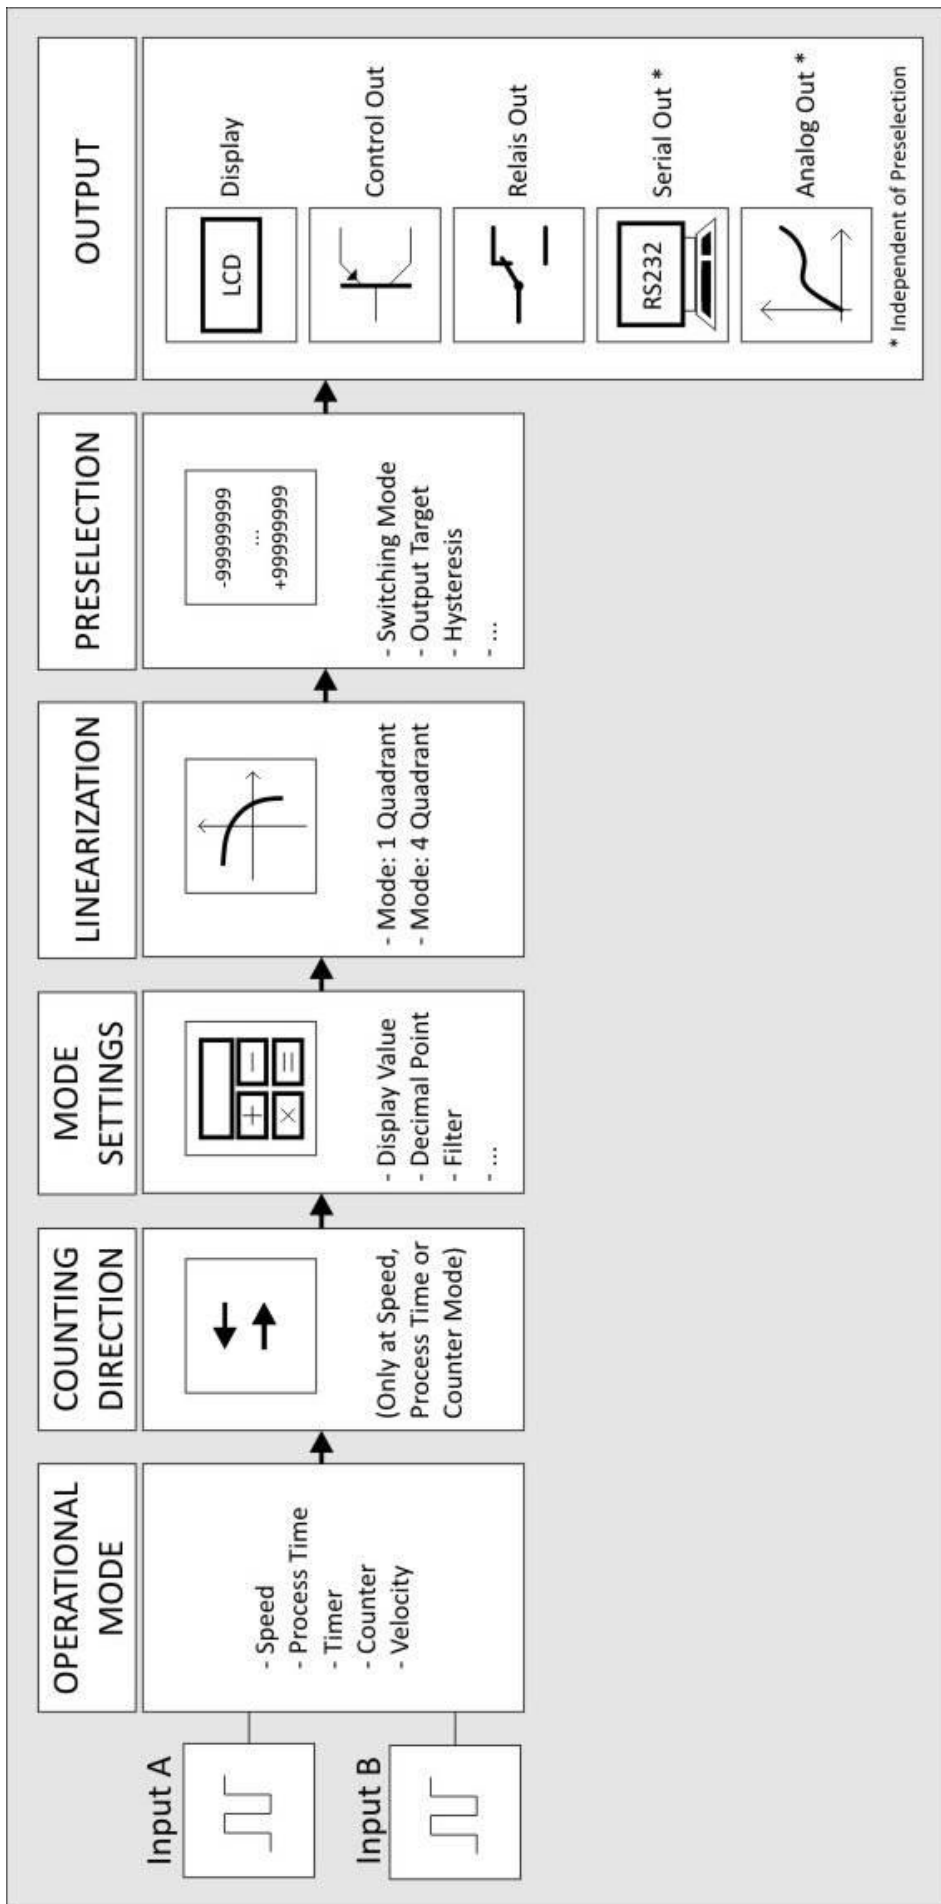 Input A
Input B
OPERATIONAL
MODE
- Speed
- Process Time
- Timer
- Counter
- Velocity
COUNTING
DIRECTION
(Only at Speed,
Process Time or
Counter Mode)
MODE
SETTINGS
+
−
×
=
- Display Value
- Decimal Point
- Filter
- ...
LINEARIZATION
- Mode: 1 Quadrant
- Mode: 4 Quadrant
PRESELECTION
-99999999
...
+99999999
- Switching Mode
- Output Target
- Hysteresis
- ...
OUTPUT
LCD
Display
Control Out
Relais Out
RS232
Serial Out *
Analog Out *
* Independent of Preselection